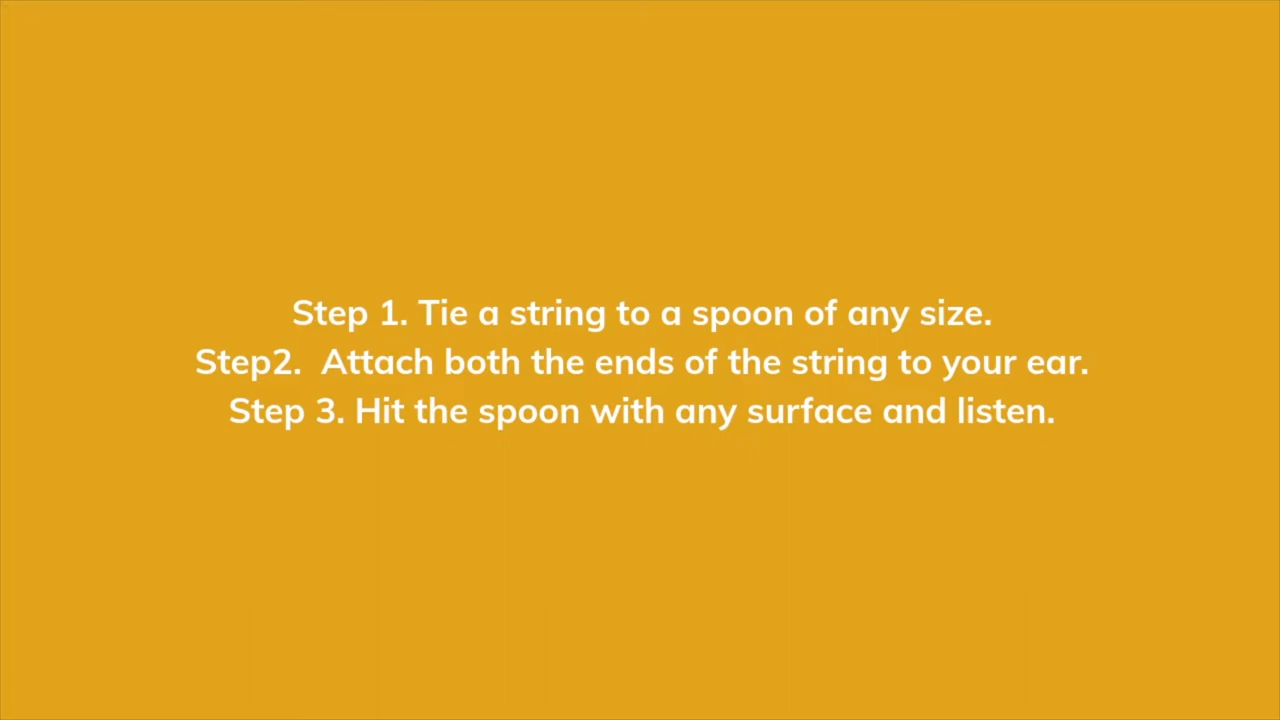 Step 1. Tie a string to a spoon of any size.
Step2.  Attach both the ends of the string to your ear.
Step 3. Hit the spoon with any surface and listen.